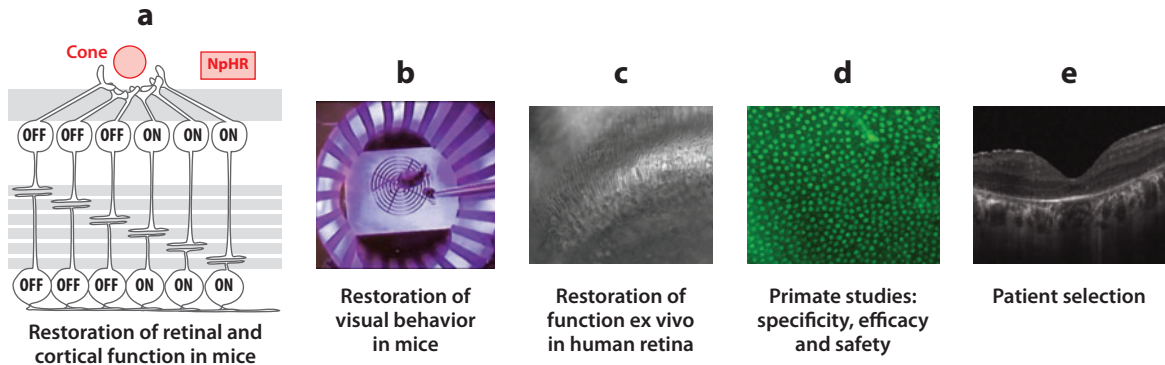 a
Cone
NpHR
OFF OFF OFF ON ON ON
OFF OFF OFF ON ON ON
Restoration of retinal and
cortical function in mice
b
Restoration of
visual behavior
in mice
c
Restoration of
function ex vivo
in human retina
d
Primate studies:
specificity, efficacy
and safety
e
Patient selection